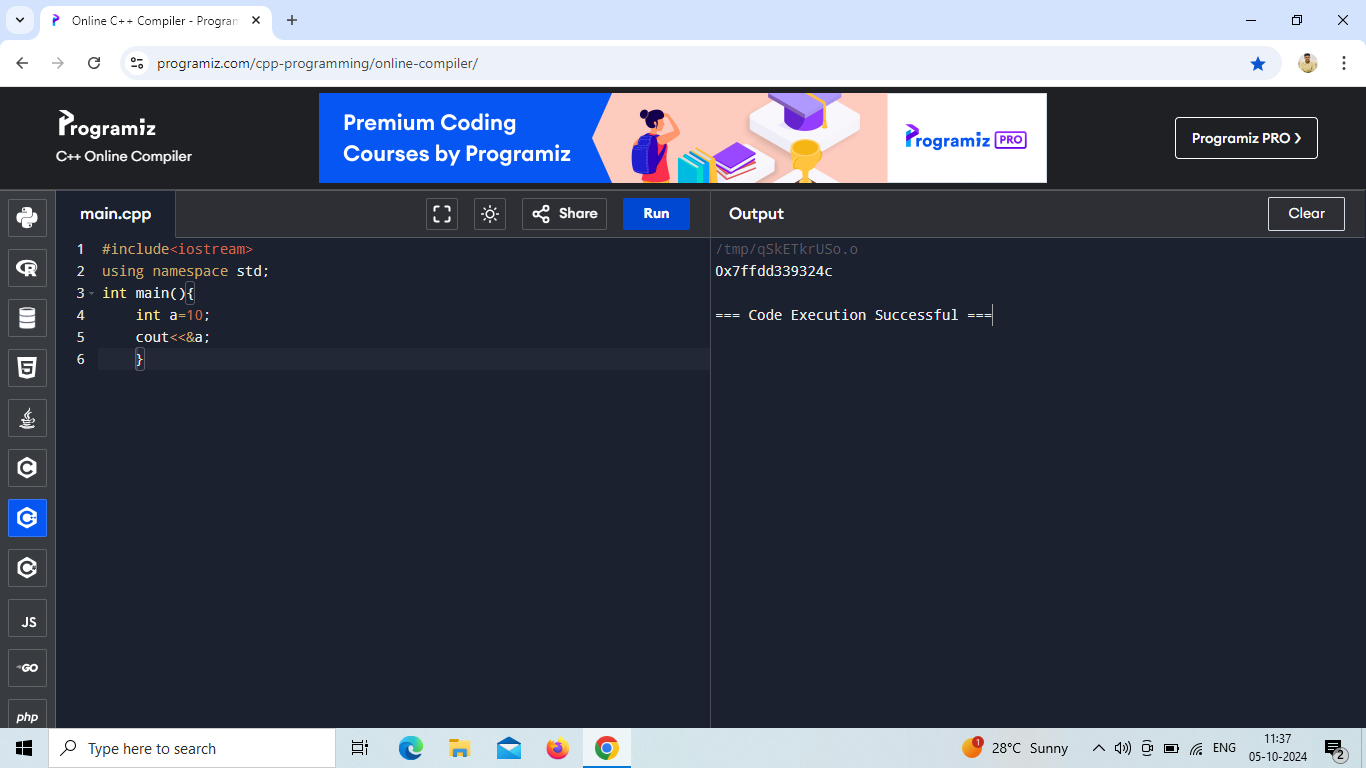 Online C++ Compiler - Program
programiz.com/cpp-programming/online-compiler/
Programiz
C++ Online Compiler
Premium Coding
Courses by Programiz
Programiz PRO
Programiz PRO >
main.cpp
Share
Run
Output
Clear
1 #include<iostream>
2 using namespace std;
3 int main(){
4 int a=10;
5 cout<<&a;
6 }
/tmp/qSkETkrUSo.o
0x7ffdd339324c
=== Code Execution Successful ===
R
5
C
C
C
JS
GO
php
Type here to search
1
28°C Sunny
ENG
11:37
05-10-2024
2